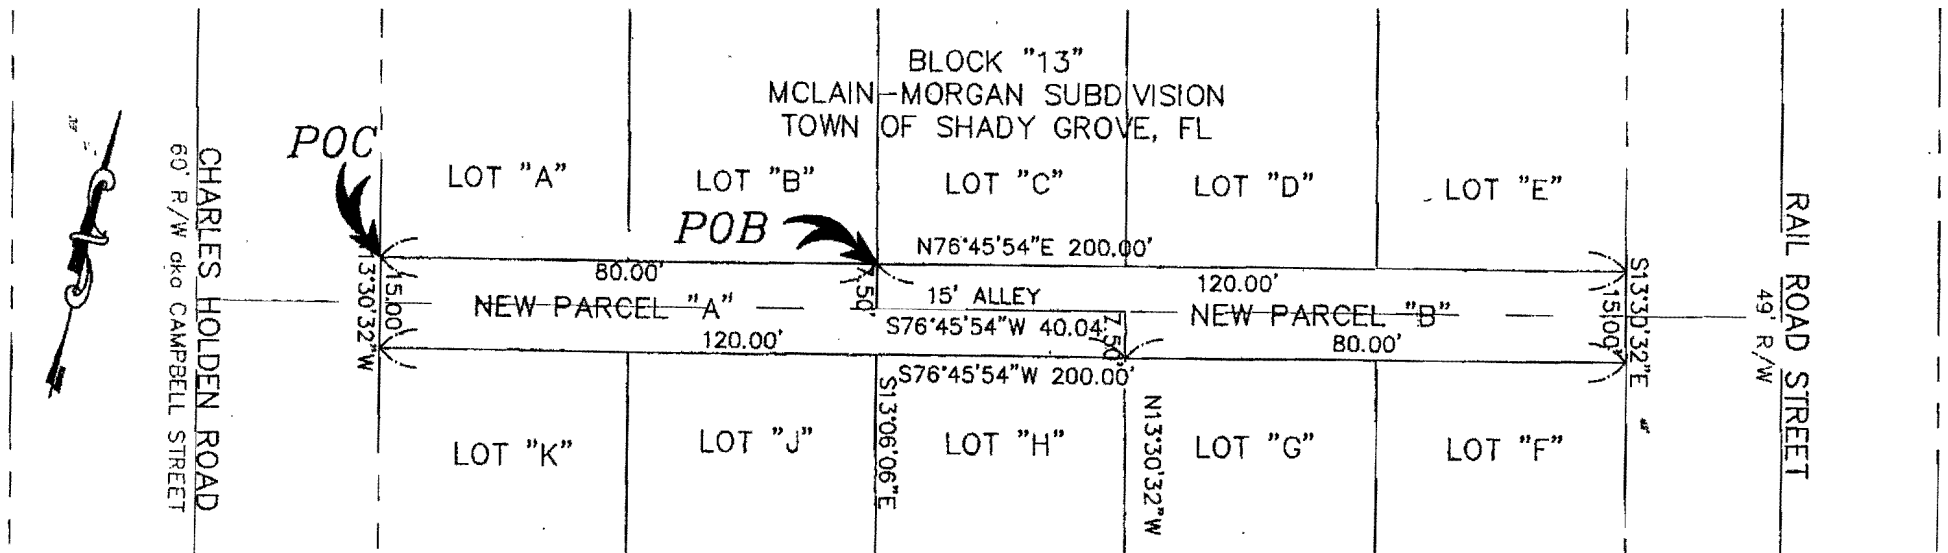 BLOCK "13"
MCLAIN-MORGAN SUBDIVISION
TOWN OF SHADY GROVE, FL
POC
LOT "A"
LOT "B"
LOT "C"
LOT "D"
LOT "E"
POB
N76°45'54"E 200.00'
80.00'
120.00'
13°30'32"W
15.00'
NEW PARCEL "A"
7.50'
15' ALLEY
S76°45'54"W 40.04'
7.50'
NEW PARCEL "B"
15.00'
S13°30'32"E
120.00'
80.00'
S76°45'54"W 200.00'
S13°06'06"E
N13°30'32"W
LOT "K"
LOT "J"
LOT "H"
LOT "G"
LOT "F"
CHARLES HOLDEN ROAD
60' R/W aka CAMPBELL STREET
RAIL ROAD STREET
49' R/W